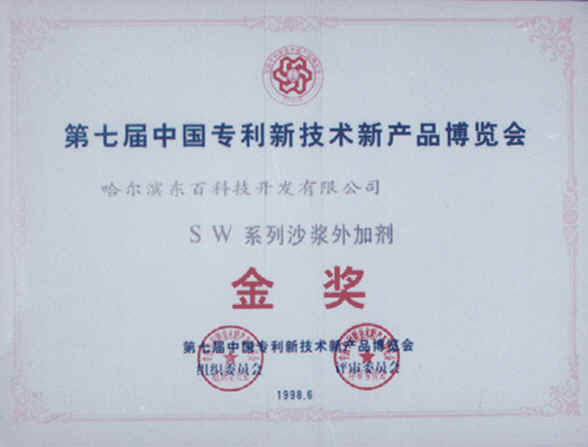 第七届中国专利新技术新产品博览会
哈尔滨东百科技开发有限公司
SW系列沙浆外加剂
金奖
第七届中国专利新技术新产品博览会
组织委员会 评审委员会
1998.6